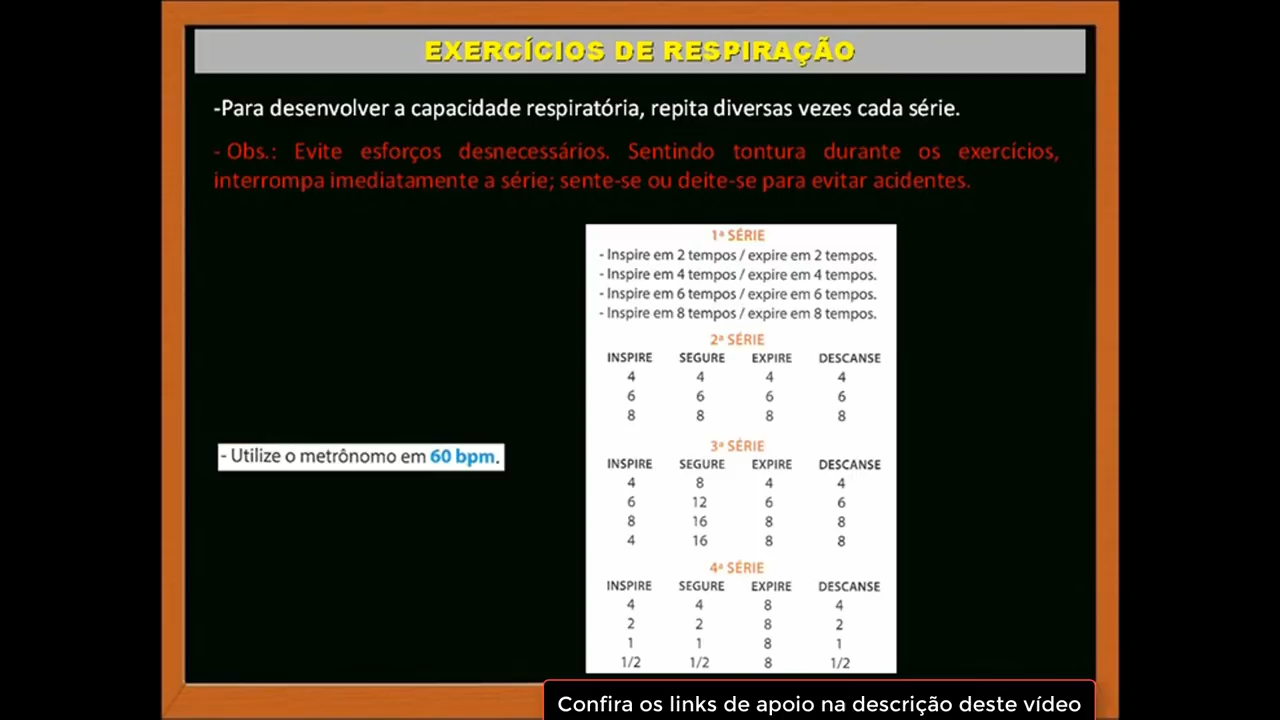 EXERCÍCIOS DE RESPIRAÇÃO
-Para desenvolver a capacidade respiratória, repita diversas vezes cada série.
- Obs.: Evite esforços desnecessários. Sentindo tontura durante os exercícios,
interrompa imediatamente a série; sente-se ou deite-se para evitar acidentes.
- Utilize o metrônomo em 60 bpm.
1ª SÉRIE
- Inspire em 2 tempos / expire em 2 tempos.
- Inspire em 4 tempos / expire em 4 tempos.
- Inspire em 6 tempos / expire em 6 tempos.
- Inspire em 8 tempos / expire em 8 tempos.
2ª SÉRIE
INSPIRE SEGURE EXPIRE DESCANSE
4 4 4 4
6 6 6 6
8 8 8 8
3ª SÉRIE
INSPIRE SEGURE EXPIRE DESCANSE
4 8 4 4
6 12 6 6
8 16 8 8
4 16 8 8
4ª SÉRIE
INSPIRE SEGURE EXPIRE DESCANSE
4 4 8 4
2 2 8 2
1 1 8 1
1/2 1/2 8 1/2
Confira os links de apoio na descrição deste vídeo